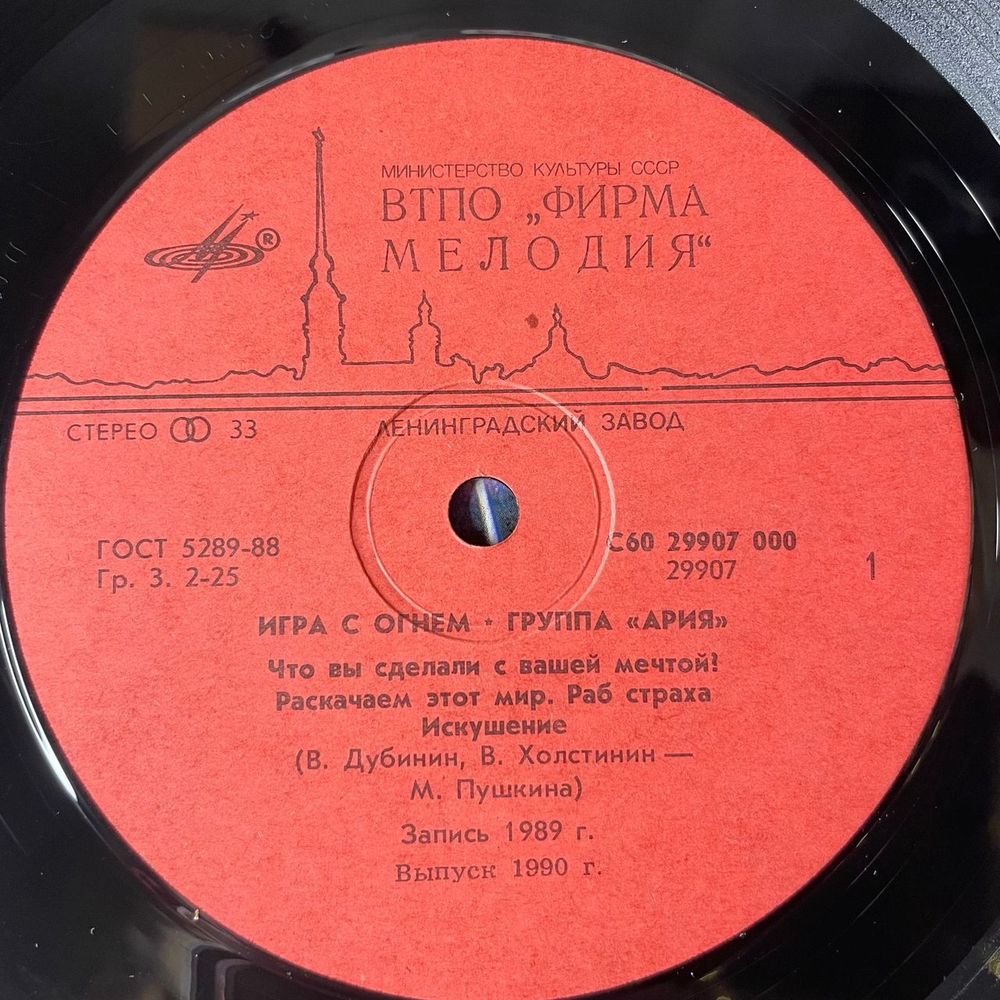 МИНИСТЕРСТВО КУЛЬТУРЫ СССР
ВТПО „ФИРМА
МЕЛОДИЯ“
®
СТЕРЕО 33
ЛЕНИНГРАДСКИЙ ЗАВОД
ГОСТ 5289-88
Гр. 3. 2-25
С60 29907 000
29907
1
ИГРА С ОГНЕМ * ГРУППА «АРИЯ»
Что вы сделали с вашей мечтой?
Раскачаем этот мир. Раб страха
Искушение
(В. Дубинин, В. Холстинин —
М. Пушкина)
Запись 1989 г.
Выпуск 1990 г.